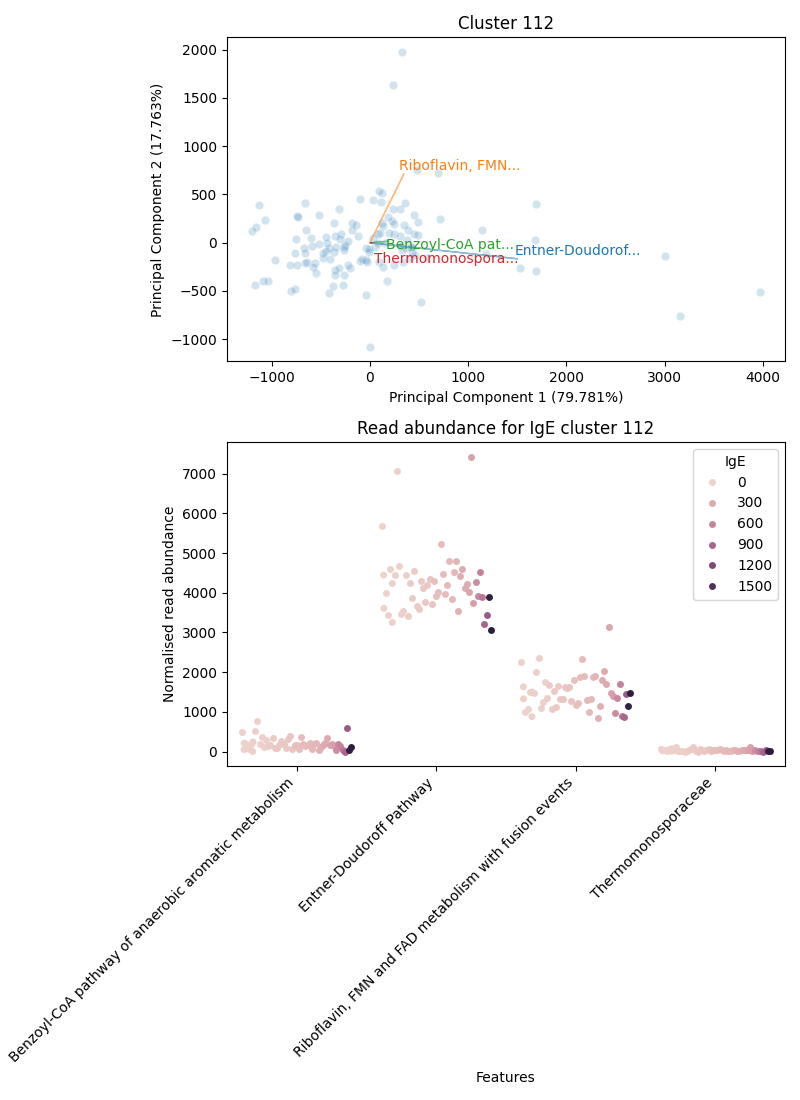 Cluster 112
2000
1500
1000
500
0
−500
−1000
Principal Component 2 (17.763%)
Riboflavin, FMN...
Benzoyl-CoA pat...
Entner-Doudorof...
Thermomonospora...
−1000
0
1000
2000
3000
4000
Principal Component 1 (79.781%)
Read abundance for IgE cluster 112
7000
6000
5000
4000
3000
2000
1000
0
Normalised read abundance
IgE
0
300
600
900
1200
1500
Benzoyl-CoA pathway of anaerobic aromatic metabolism
Entner-Doudoroff Pathway
Riboflavin, FMN and FAD metabolism with fusion events
Thermomonosporaceae
Features